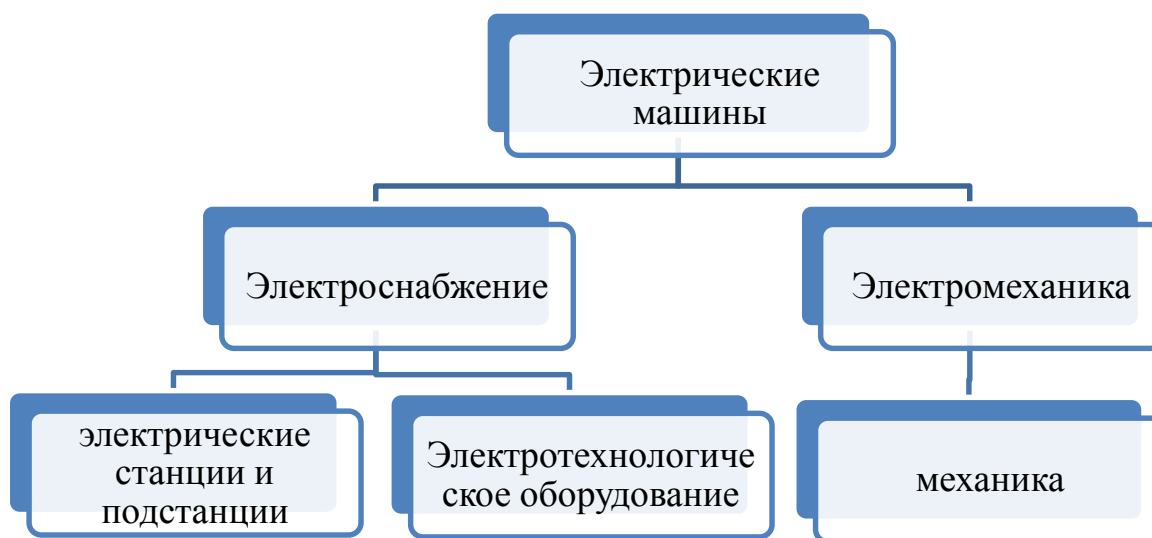 Электрические
машины
Электроснабжение
Электромеханика
электрические
станции и
подстанции
Электротехнологиче
ское оборудование
механика